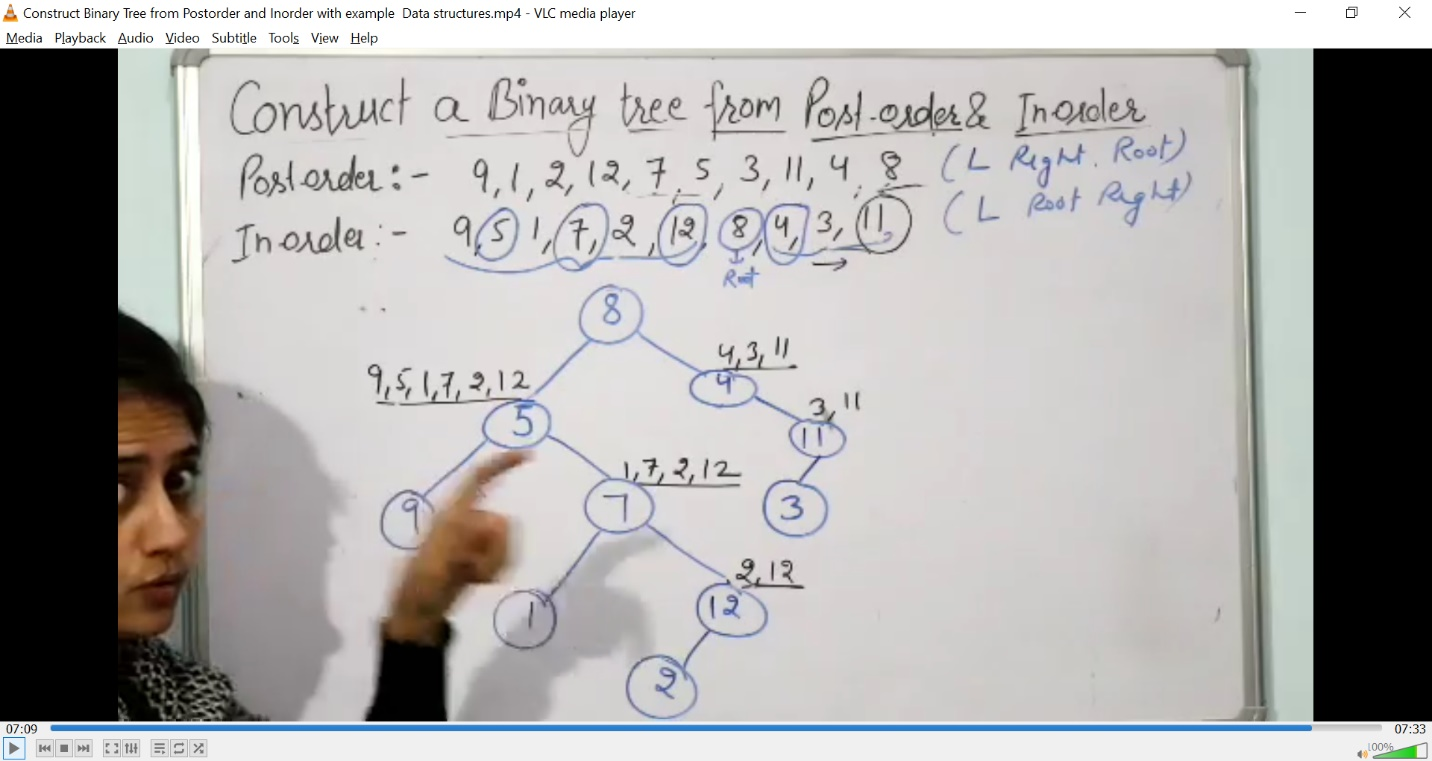 Construct Binary Tree from Postorder and Inorder with example  Data structures.mp4 - VLC media player
Media Playback Audio Video Subtitle Tools View Help
Construct a Binary tree from Post-order & Inorder
Postorder:- 9, 1, 2, 12, 7, 5, 3, 11, 4, 8 (L Right. Root)
Inorder:- 9, 5 1, 7, 2, 12, 8, 4, 3, 11 (L Root Right)
Root
8
4, 3, 11
9, 5, 1, 7, 2, 12
4
3, 11
5
11
1, 7, 2, 12
9
7
3
2, 12
1
12
2
07:09
07:33
100%